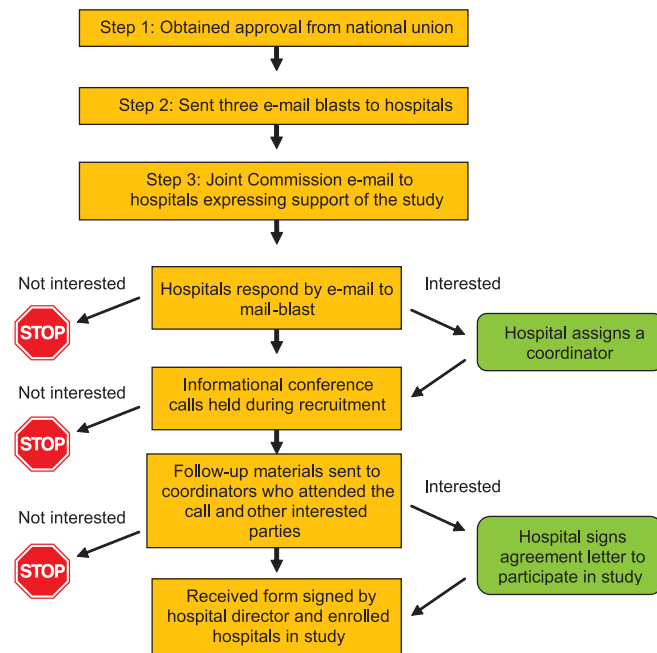 Step 1: Obtained approval from national union
Step 2: Sent three e-mail blasts to hospitals
Step 3: Joint Commission e-mail to
hospitals expressing support of the study
Not interested
Interested
Hospitals respond by e-mail to
mail-blast
STOP
Hospital assigns a
coordinator
Not interested
Informational conference
calls held during recruitment
STOP
Follow-up materials sent to
coordinators who attended the
call and other interested
parties
Interested
Not interested
STOP
Hospital signs
agreement letter to
participate in study
Received form signed by
hospital director and enrolled
hospitals in study